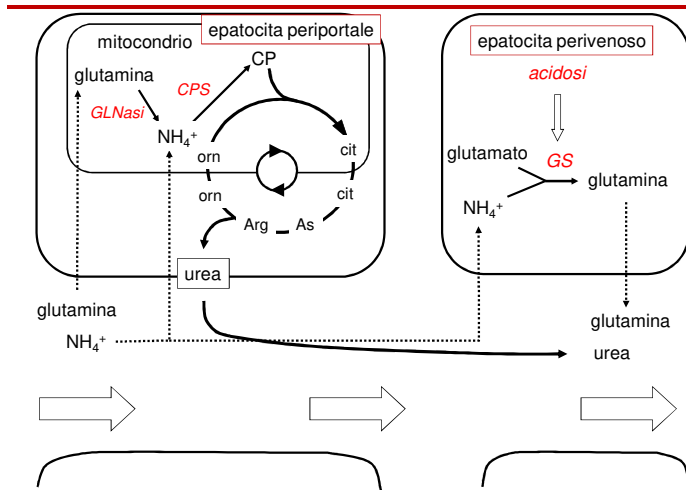 epatocita periportale
mitocondrio
CP
glutamina
CPS
GLNasi
NH₄⁺
orn
cit
orn
cit
Arg
As
urea
glutamina
NH₄⁺
epatocita perivenoso
acidosi
glutamato
GS
glutamina
NH₄⁺
glutamina
urea